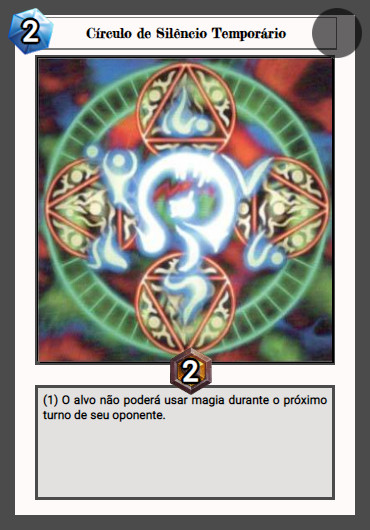 2
Círculo de Silêncio Temporário
2
(1) O alvo não poderá usar magia durante o próximo
turno de seu oponente.